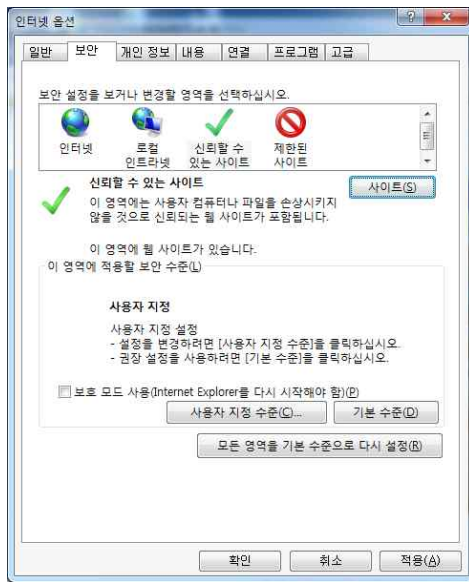 인터넷 옵션
일반 보안 개인 정보 내용 연결 프로그램 고급
보안 설정을 보거나 변경할 영역을 선택하십시오.
인터넷
로컬 인트라넷
신뢰할 수 있는 사이트
제한된 사이트
신뢰할 수 있는 사이트
사이트(S)
이 영역에는 사용자 컴퓨터나 파일을 손상시키지
않을 것으로 신뢰되는 웹 사이트가 포함됩니다.
이 영역에 웹 사이트가 있습니다.
이 영역에 적용할 보안 수준(L)
사용자 지정
사용자 지정 설정
- 설정을 변경하려면 [사용자 지정 수준]을 클릭하십시오.
- 권장 설정을 사용하려면 [기본 수준]을 클릭하십시오.
보호 모드 사용(Internet Explorer를 다시 시작해야 함)(P)
사용자 지정 수준(C)... 기본 수준(D)
모든 영역을 기본 수준으로 다시 설정(R)
확인 취소 적용(A)